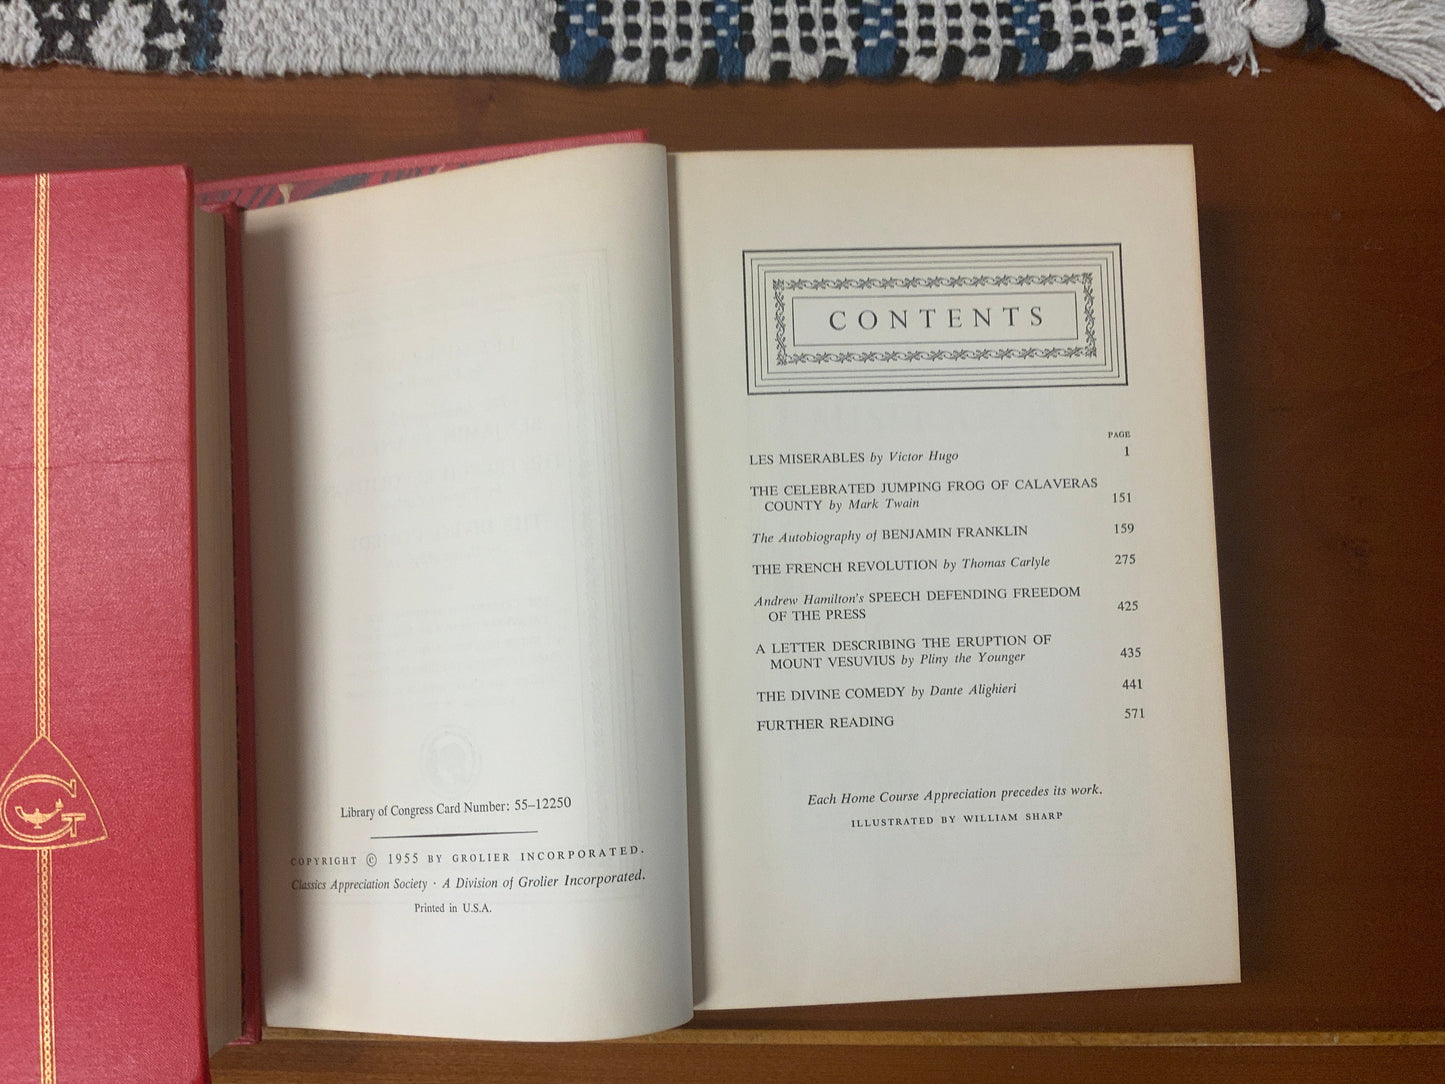 G
Library of Congress Card Number: 55–12250
COPYRIGHT © 1955 BY GROLIER INCORPORATED.
Classics Appreciation Society · A Division of Grolier Incorporated.
Printed in U.S.A.
CONTENTS
PAGE
LES MISERABLES by Victor Hugo 1
THE CELEBRATED JUMPING FROG OF CALAVERAS
COUNTY by Mark Twain 151
The Autobiography of BENJAMIN FRANKLIN 159
THE FRENCH REVOLUTION by Thomas Carlyle 275
Andrew Hamilton's SPEECH DEFENDING FREEDOM
OF THE PRESS 425
A LETTER DESCRIBING THE ERUPTION OF
MOUNT VESUVIUS by Pliny the Younger 435
THE DIVINE COMEDY by Dante Alighieri 441
FURTHER READING 571
Each Home Course Appreciation precedes its work.
ILLUSTRATED BY WILLIAM SHARP